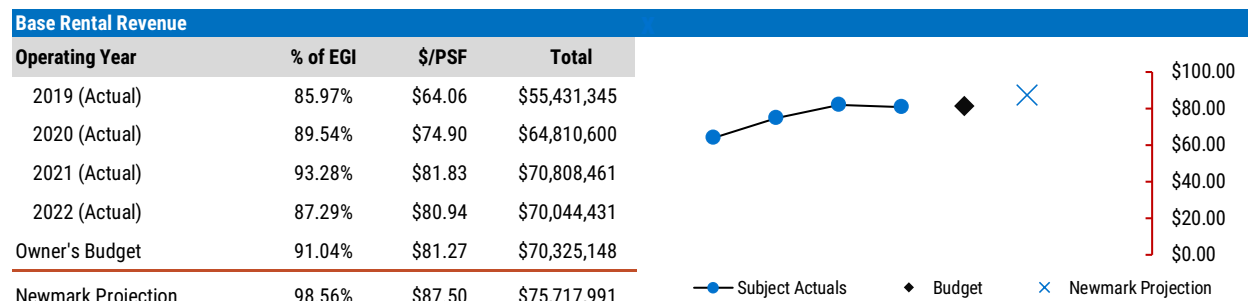 Base Rental Revenue
Operating Year % of EGI $/PSF Total
2019 (Actual) 85.97% $64.06 $55,431,345
2020 (Actual) 89.54% $74.90 $64,810,600
2021 (Actual) 93.28% $81.83 $70,808,461
2022 (Actual) 87.29% $80.94 $70,044,431
Owner's Budget 91.04% $81.27 $70,325,148
Newmark Projection 98.56% $87.50 $75,717,991
$100.00
$80.00
$60.00
$40.00
$20.00
$0.00
Subject Actuals Budget Newmark Projection